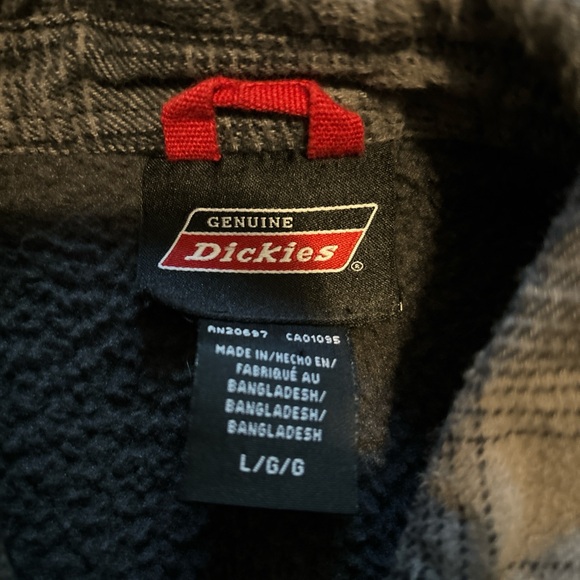 GENUINE
Dickies®
RN20697 CA01095
MADE IN/HECHO EN/
FABRIQUÉ AU
BANGLADESH/
BANGLADESH/
BANGLADESH
L/G/G